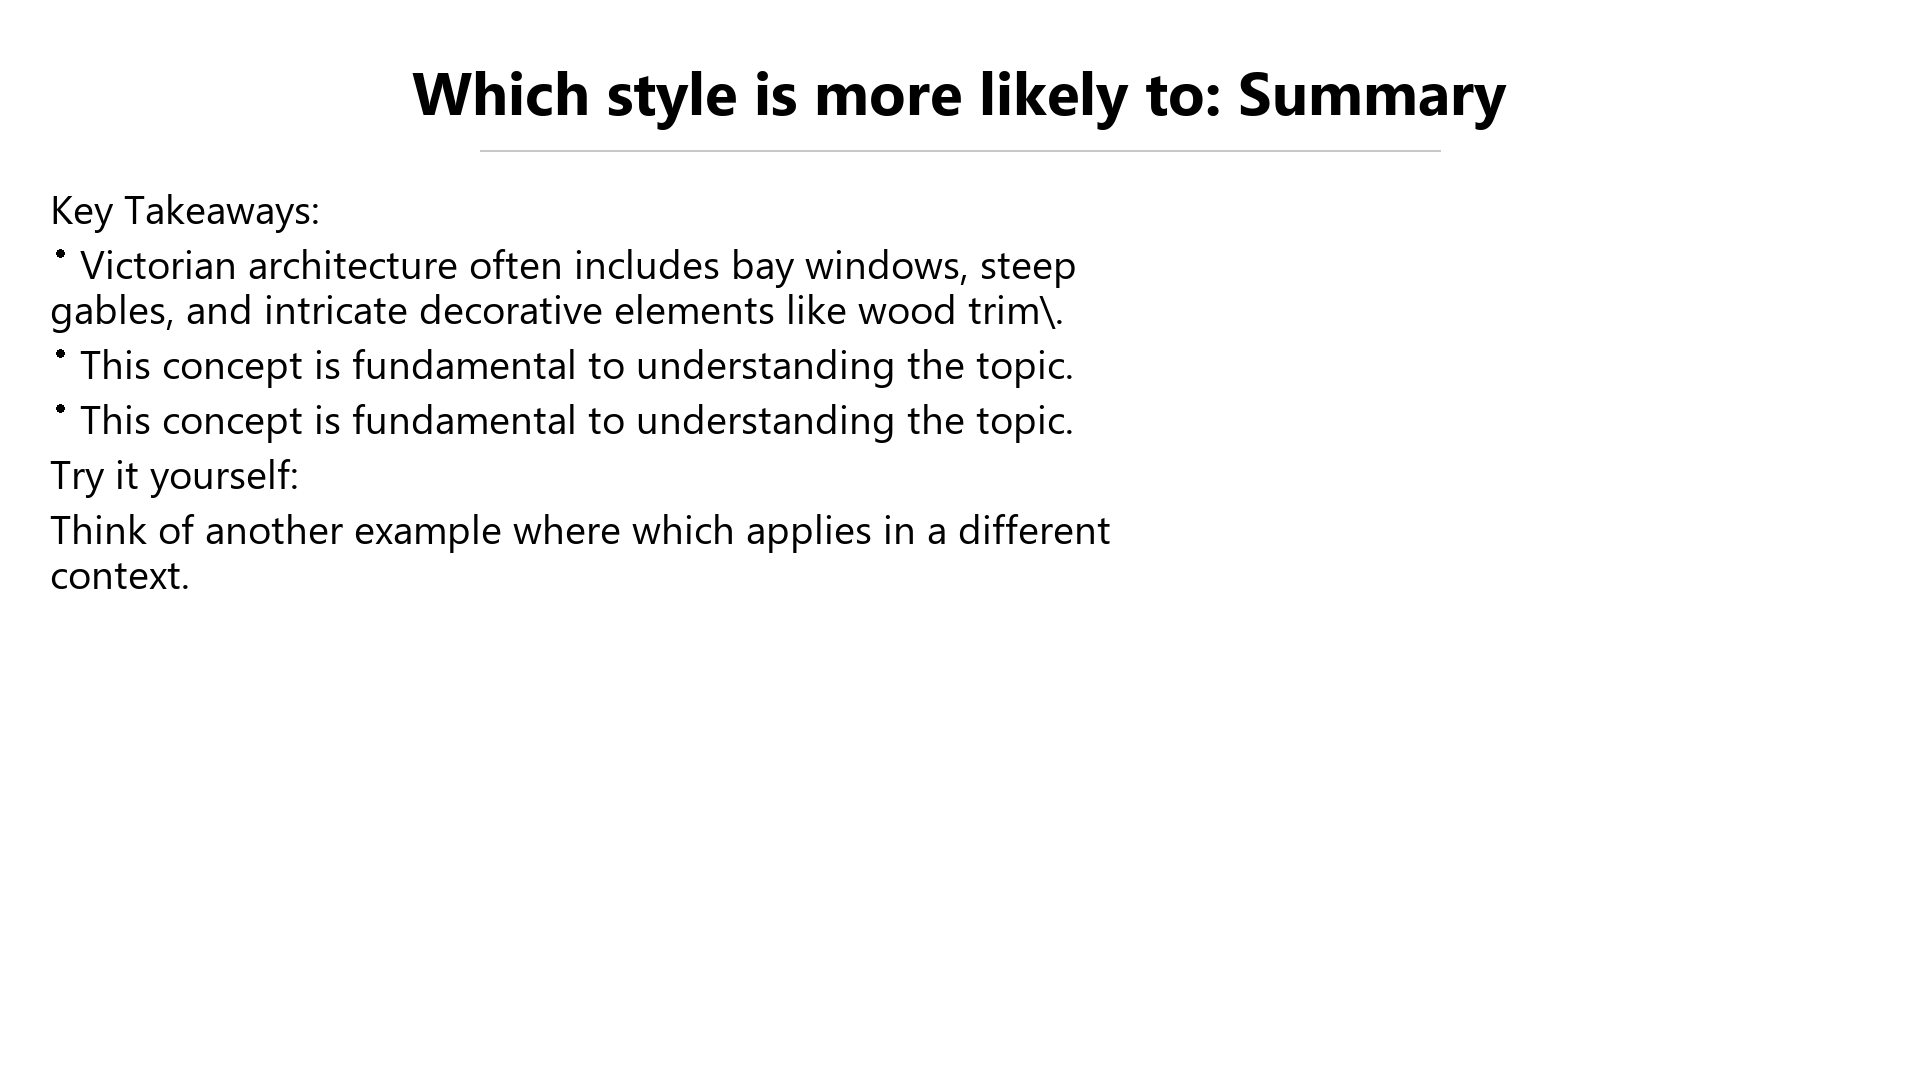 Which style is more likely to: Summary
Key Takeaways:
• Victorian architecture often includes bay windows, steep
gables, and intricate decorative elements like wood trim\.
• This concept is fundamental to understanding the topic.
• This concept is fundamental to understanding the topic.
Try it yourself:
Think of another example where which applies in a different
context.